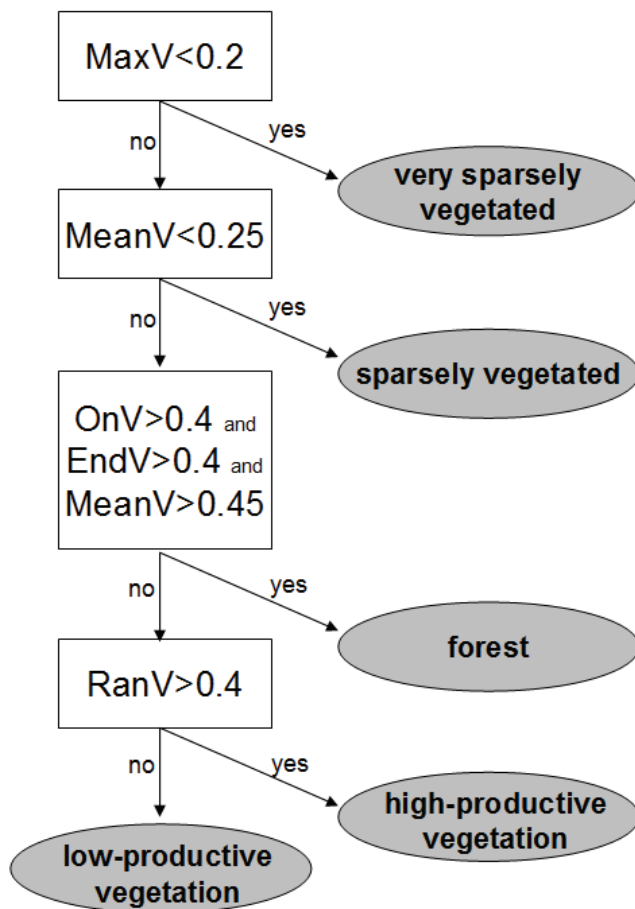 MaxV<0.2
no
yes
very sparsely
vegetated
MeanV<0.25
no
yes
sparsely vegetated
OnV>0.4 and
EndV>0.4 and
MeanV>0.45
no
yes
forest
RanV>0.4
no
yes
high-productive
vegetation
low-productive
vegetation